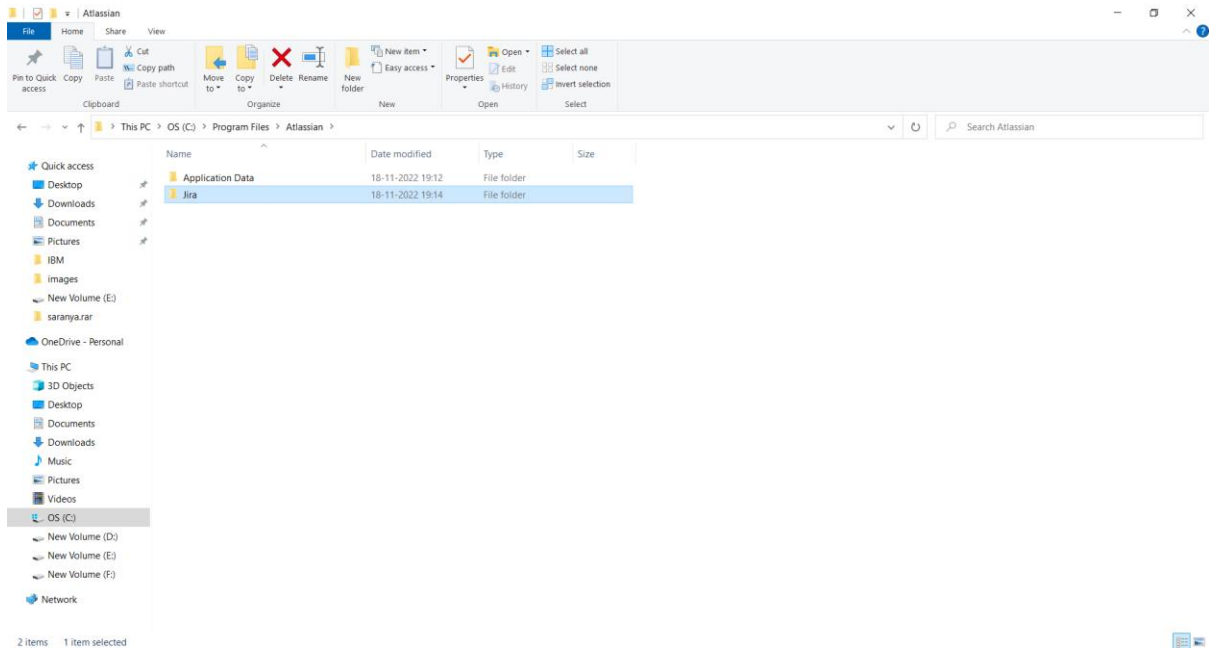 Atlassian
File Home Share View
Pin to Quick access
Copy
Paste
Cut
Copy path
Paste shortcut
Clipboard
Move to
Copy to
Delete
Rename
Organize
New folder
New item
Easy access
New
Properties
Open
Edit
History
Open
Select all
Select none
Invert selection
Select
This PC > OS (C:) > Program Files > Atlassian >
Search Atlassian
Name Date modified Type Size
Application Data 18-11-2022 19:12 File folder
Jira 18-11-2022 19:14 File folder
Quick access
Desktop
Downloads
Documents
Pictures
IBM
images
New Volume (E:)
saranya.rar
OneDrive - Personal
This PC
3D Objects
Desktop
Documents
Downloads
Music
Pictures
Videos
OS (C:)
New Volume (D:)
New Volume (E:)
New Volume (F:)
Network
2 items 1 item selected